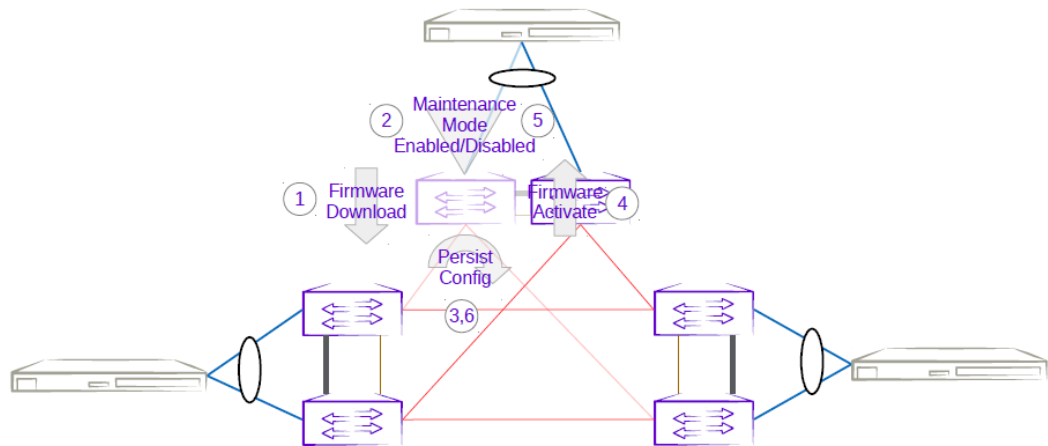 2
Maintenance
Mode
Enabled/Disabled
5
1
Firmware
Download
Firmware
Activate
4
Persist
Config
3,6